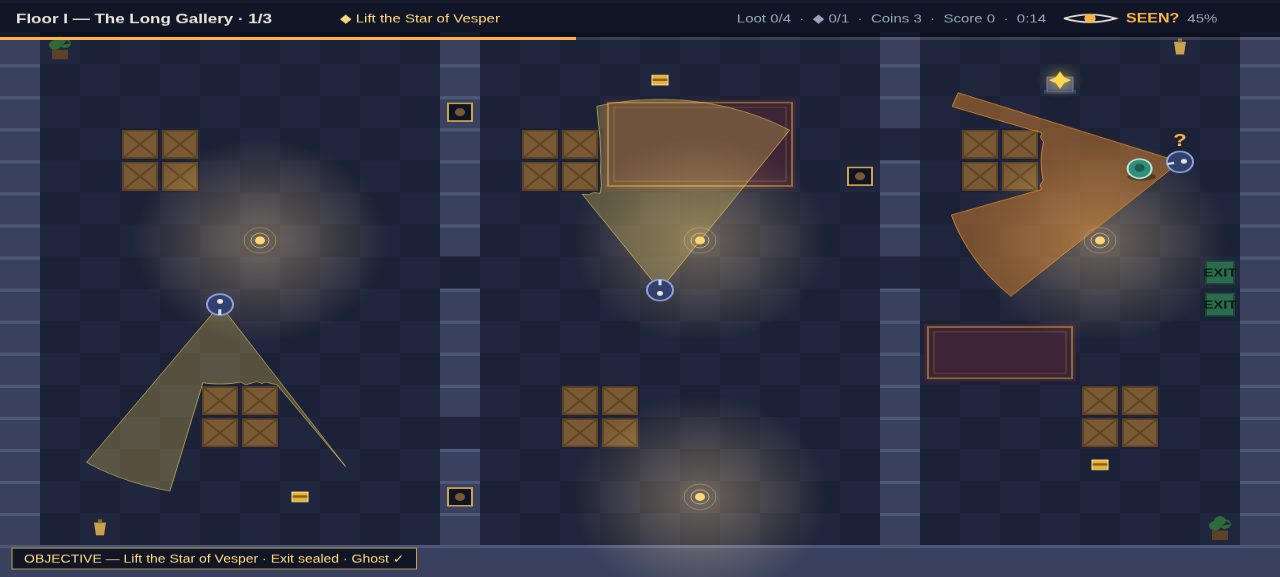 Floor I — The Long Gallery · 1/3
◆ Lift the Star of Vesper
Loot 0/4 · ◆ 0/1 · Coins 3 · Score 0 · 0:14
SEEN? 45%
?
EXIT
EXIT
OBJECTIVE — Lift the Star of Vesper · Exit sealed · Ghost ✓